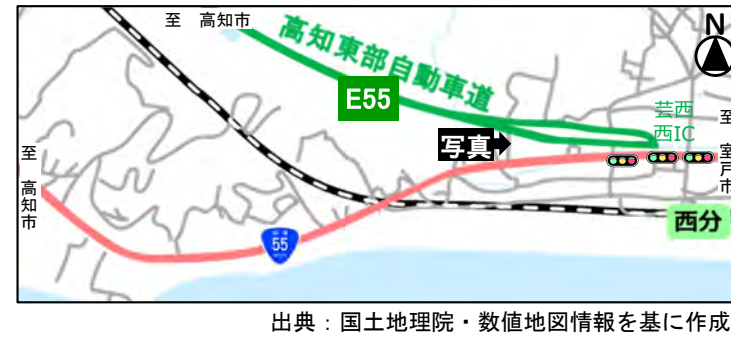 至 高知市
N
高知東部自動車道
E55
芸西
西IC
至
室戸市
写真
至
高知市
西分
55
出典：国土地理院・数値地図情報を基に作成